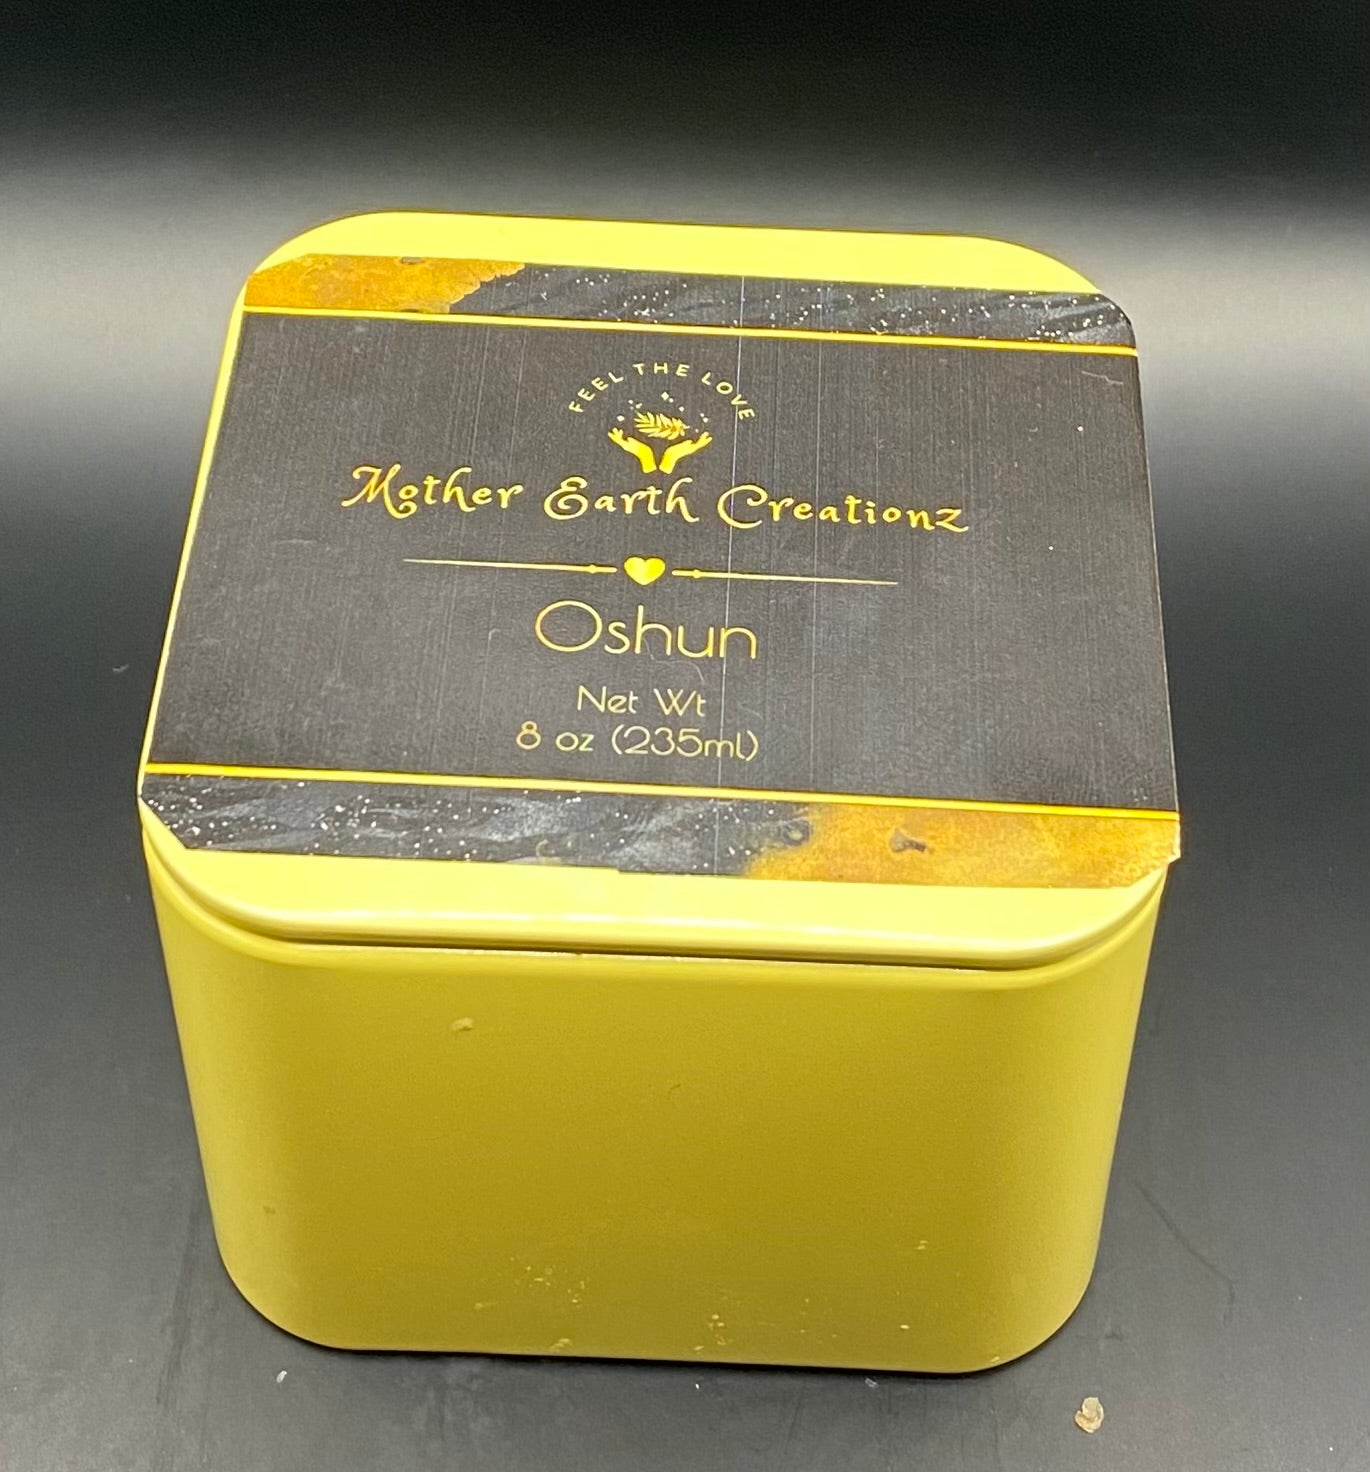 FEEL THE LOVE
Mother Earth Creationz
Oshun
Net Wt
8 oz (235ml)